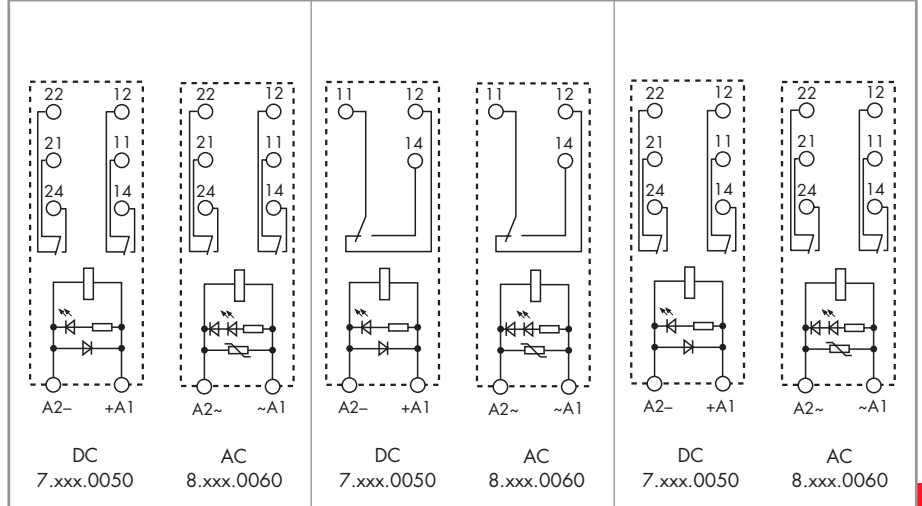 22 12 22 12 11 12 11 12 22 12 22 12
21 11 21 11 14 14 21 11 21 11
24 14 24 14 24 14 24 14
A2– +A1 A2~ ~A1 A2– +A1 A2~ ~A1 A2– +A1 A2~ ~A1
DC AC DC AC DC AC
7.xxx.0050 8.xxx.0060 7.xxx.0050 8.xxx.0060 7.xxx.0050 8.xxx.0060